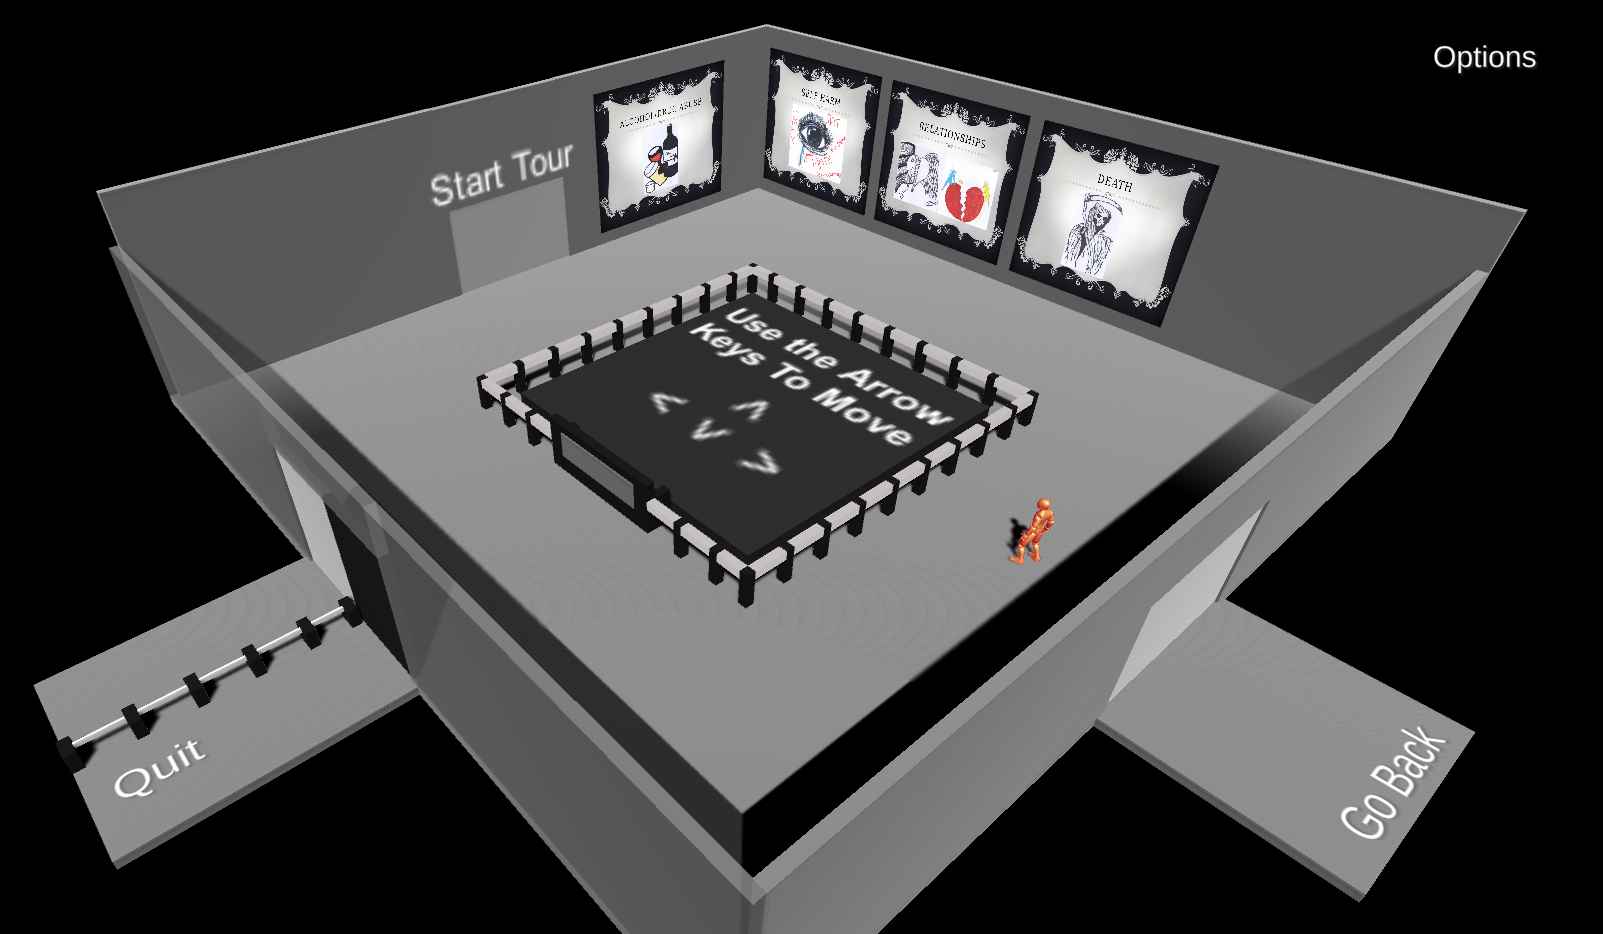 Options
ALCOHOL/DRUG ABUSE
SELF HARM
RELATIONSHIPS
DEATH
Start Tour
Use the Arrow
Keys To Move
< ^
v >
Quit
Go Back